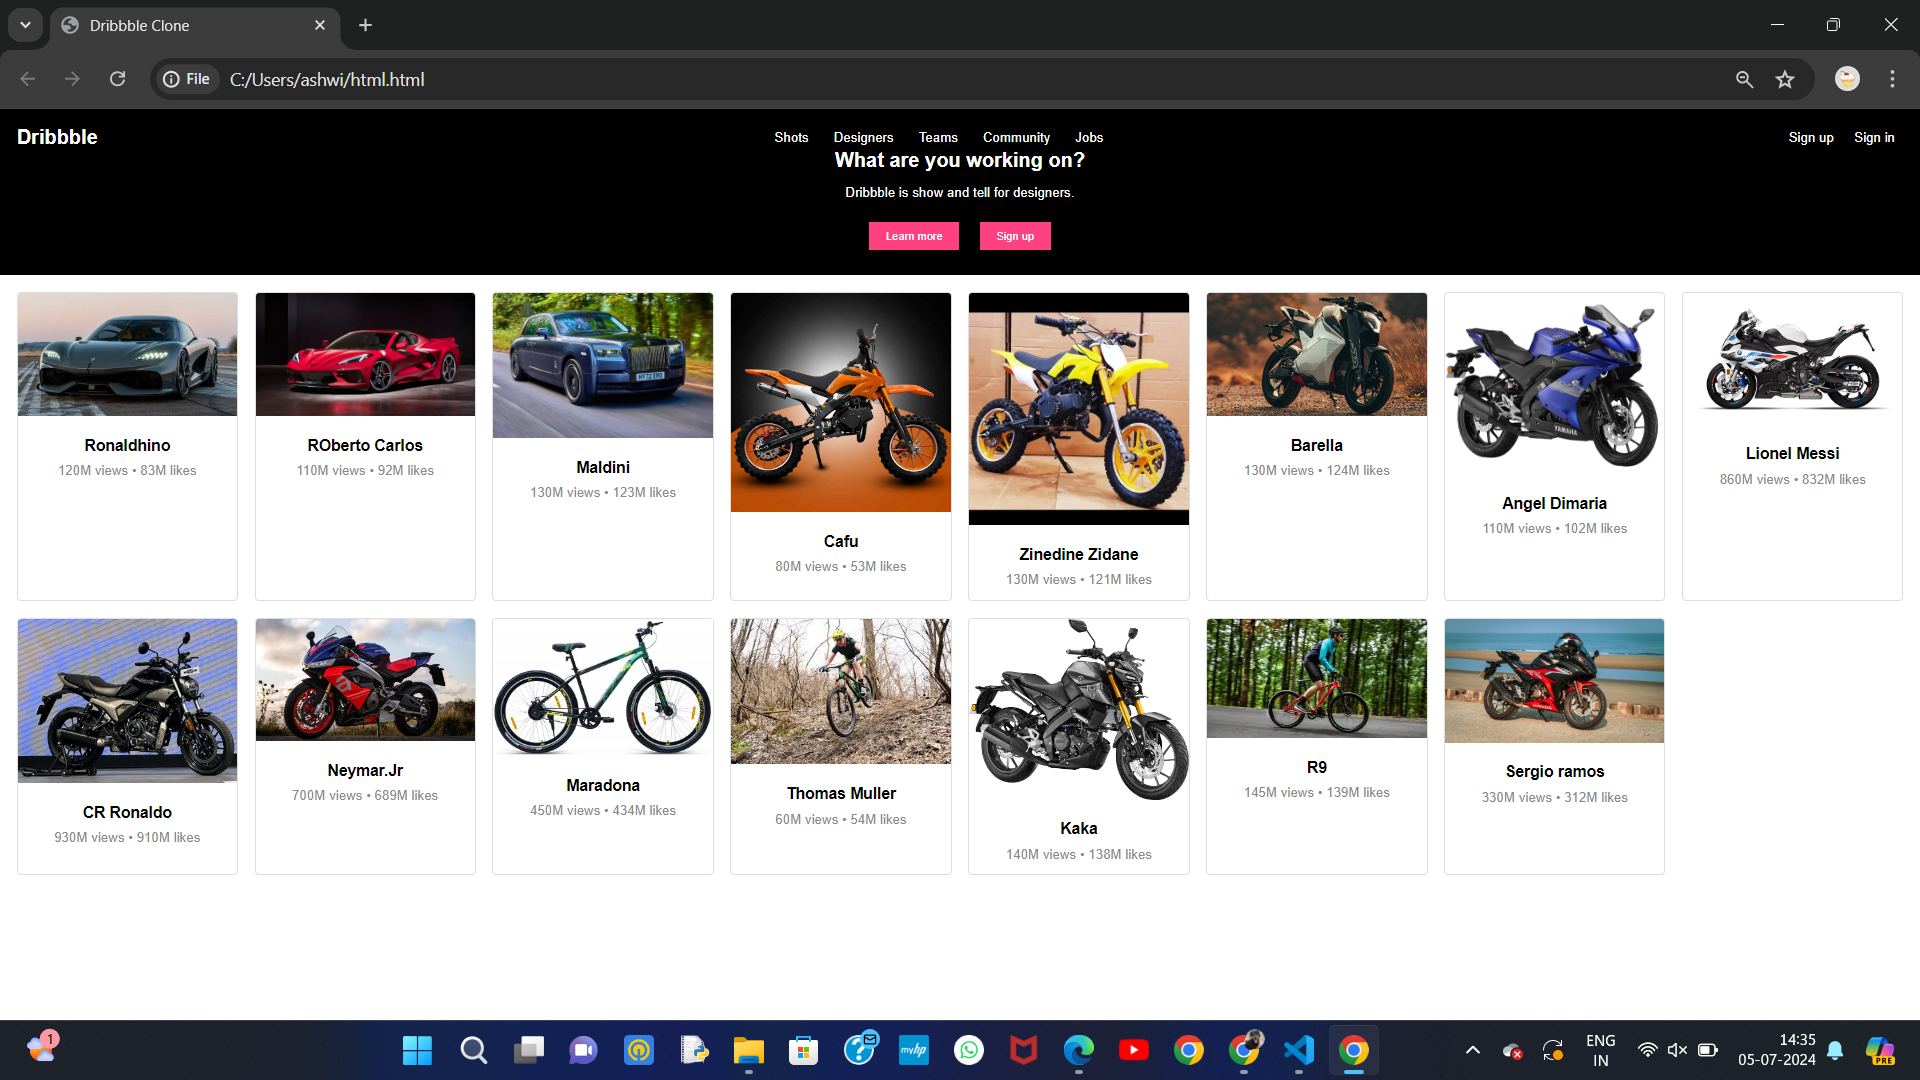 Dribbble Clone
File C:/Users/ashwi/html.html
Dribbble Shots Designers Teams Community Jobs Sign up Sign in
What are you working on?
Dribbble is show and tell for designers.
Learn more Sign up
Ronaldhino
120M views • 83M likes
ROberto Carlos
110M views • 92M likes
Maldini
130M views • 123M likes
Cafu
80M views • 53M likes
Zinedine Zidane
130M views • 121M likes
Barella
130M views • 124M likes
YAMAHA
Angel Dimaria
110M views • 102M likes
Lionel Messi
860M views • 832M likes
CR Ronaldo
930M views • 910M likes
Neymar.Jr
700M views • 689M likes
Maradona
450M views • 434M likes
Thomas Muller
60M views • 54M likes
Kaka
140M views • 138M likes
R9
145M views • 139M likes
Sergio ramos
330M views • 312M likes
1
myhp
ENG
IN
14:35
05-07-2024
PRE